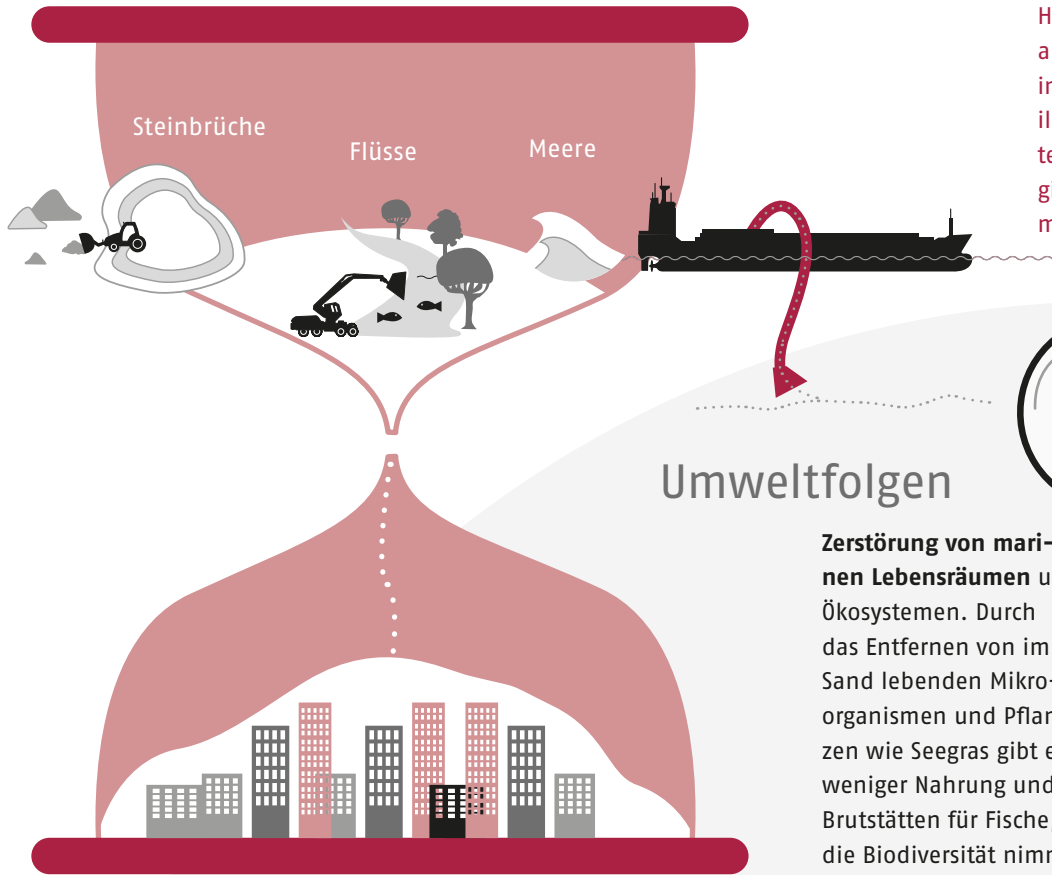 Steinbrüche
Flüsse
Meere
Umweltfolgen
Zerstörung von mari-
nen Lebensräumen
Ökosystemen. Durch
das Entfernen von im
Sand lebenden Mikro-
organismen und Pflan
zen wie Seegras gibt
weniger Nahrung und
Brutstätten für Fische,
die Biodiversität